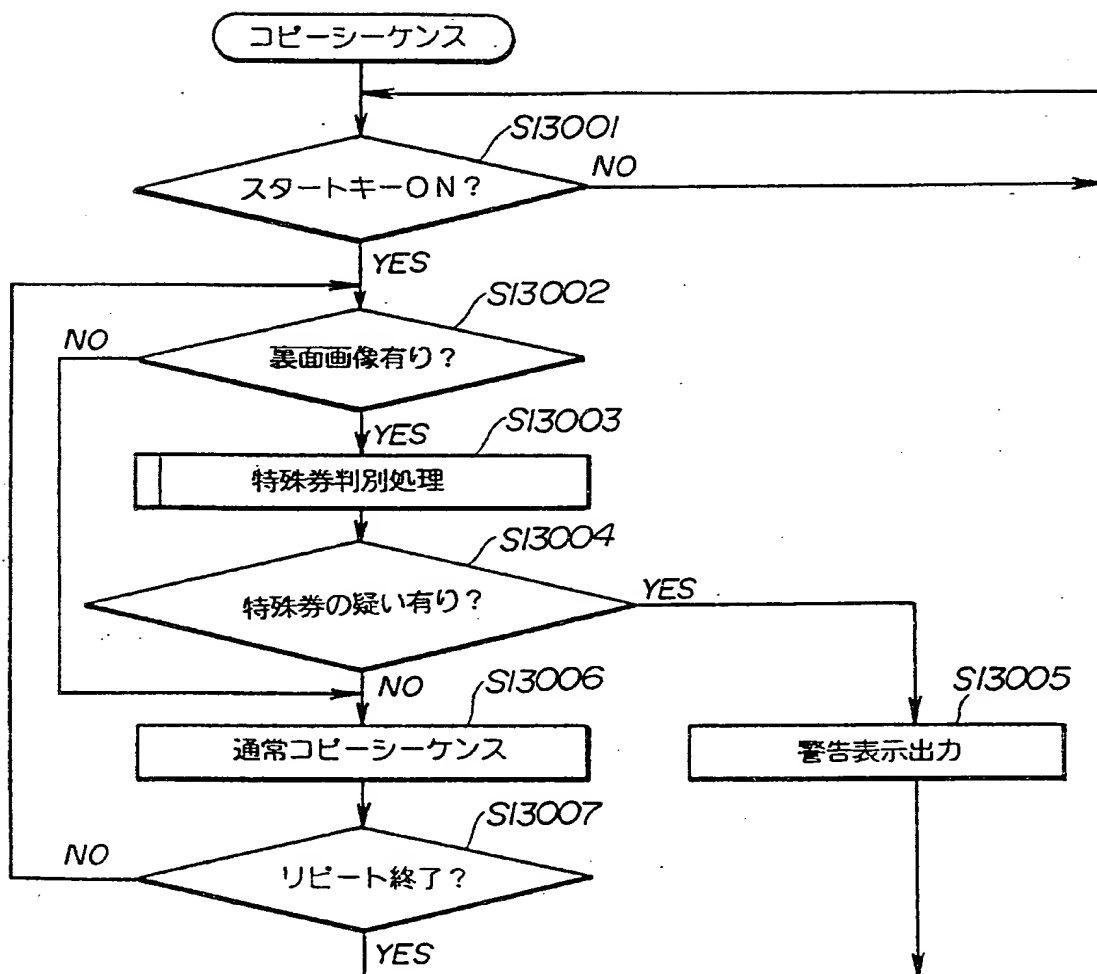 コピーシーケンス
S13001
スタートキーON?
NO
YES
S13002
NO
裏面画像有り?
YES
S13003
特殊券判別処理
S13004
特殊券の疑い有り?
YES
NO
S13006
S13005
通常コピーシーケンス
警告表示出力
S13007
NO
リピート終了?
YES